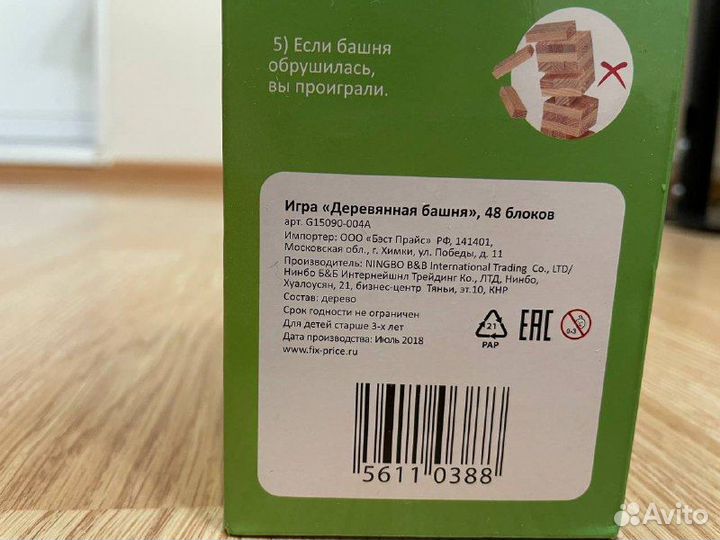 5) Если башня
обрушилась,
вы проиграли.
Игра «Деревянная башня», 48 блоков
арт. G15090-004A
Импортер: ООО «Бэст Прайс» РФ, 141401,
Московская обл., г. Химки, ул. Победы, д. 11
Производитель: NINGBO B&B International Trading Co., LTD/
Нинбо Б&Б Интернейшнл Трейдинг Ко., ЛТД, Нинбо,
Хуалоусян, 21, бизнес-центр Тяньи, эт.10, КНР
Состав: дерево
Срок годности не ограничен
Для детей старше 3-х лет
Дата производства: Июль 2018
www.fix-price.ru
21
PAP
EAC
0-3
5611 0388
Avito